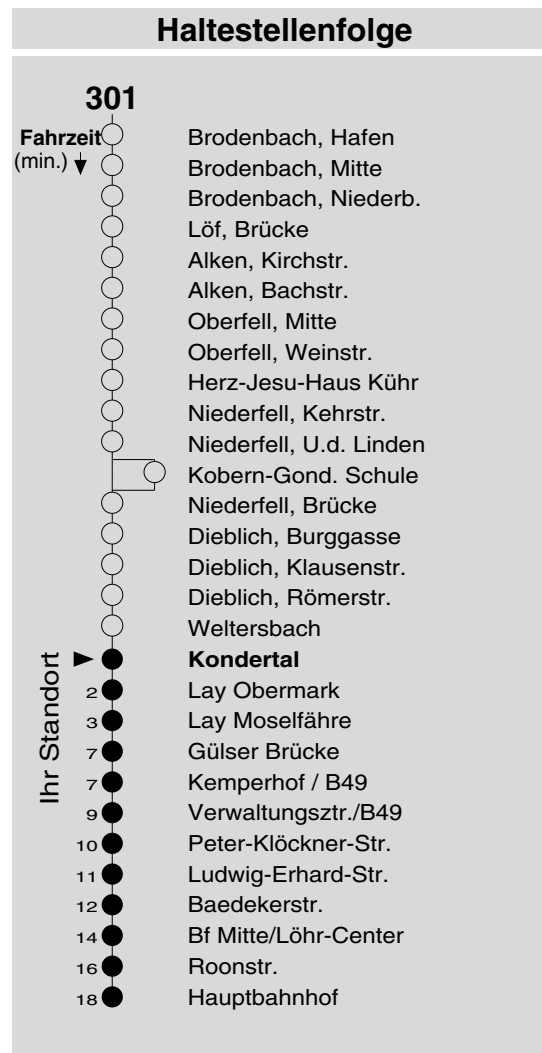 Haltestellenfolge
301
Fahrzeit
(min.)
Brodenbach, Hafen
Brodenbach, Mitte
Brodenbach, Niederb.
Löf, Brücke
Alken, Kirchstr.
Alken, Bachstr.
Oberfell, Mitte
Oberfell, Weinstr.
Herz-Jesu-Haus Kühr
Niederfell, Kehrstr.
Niederfell, U.d. Linden
Kobern-Gond. Schule
Niederfell, Brücke
Dieblich, Burggasse
Dieblich, Klausenstr.
Dieblich, Römerstr.
Weltersbach
Ihr Standort
Kondertal
2 Lay Obermark
3 Lay Moselfähre
7 Gülser Brücke
7 Kemperhof / B49
9 Verwaltungsztr./B49
10 Peter-Klöckner-Str.
11 Ludwig-Erhard-Str.
12 Baedekerstr.
14 Bf Mitte/Löhr-Center
16 Roonstr.
18 Hauptbahnhof